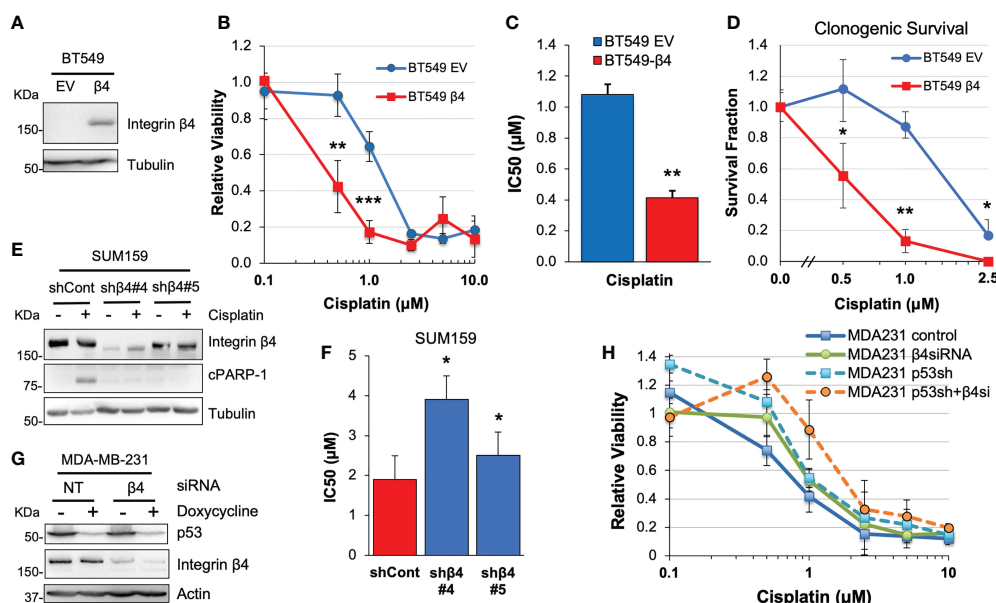 A
BT549
EV β4
KDa
150-
Integrin β4
50-
Tubulin
B
Relative Viability
1.2
1.0
0.8
0.6
0.4
0.2
0.0
BT549 EV
BT549 β4
**
***
0.1 1.0 10.0
Cisplatin (μM)
C
IC50 (μM)
1.4
1.2
1.0
0.8
0.6
0.4
0.2
0.0
BT549 EV
BT549-β4
**
Cisplatin
D
Clonogenic Survival
Survival Fraction
1.4
1.2
1.0
0.8
0.6
0.4
0.2
0.0
BT549 EV
BT549 β4
*
**
*
0.0 0.5 1.0 2.5
Cisplatin (μM)
E
SUM159
shCont shβ4#4 shβ4#5
KDa
- + - + - + Cisplatin
150-
Integrin β4
75-
cPARP-1
50-
Tubulin
F
SUM159
IC50 (μM)
5
4
3
2
1
0
*
*
shCont shβ4 shβ4
#4 #5
G
MDA-MB-231
NT β4 siRNA
KDa
- + - + Doxycycline
50-
p53
150-
Integrin β4
37-
Actin
H
MDA231 control
MDA231 β4siRNA
MDA231 p53sh
MDA231 p53sh+β4si
Relative Viability
1.4
1.2
1.0
0.8
0.6
0.4
0.2
0.0
0.1 1 10
Cisplatin (μM)